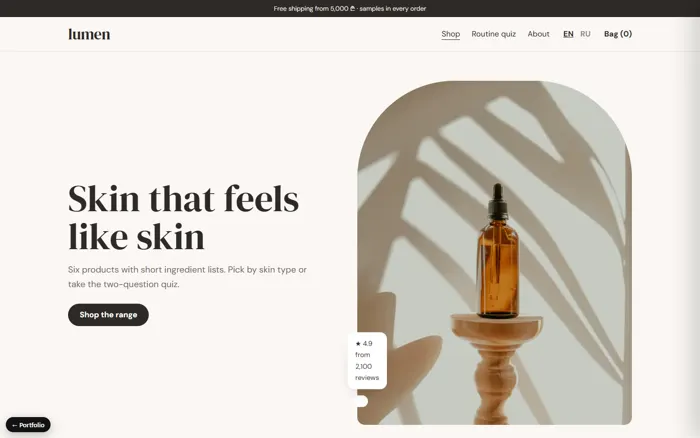 Free shipping from 5,000 ₾ · samples in every order
lumen
Shop Routine quiz About EN RU Bag (0)
Skin that feels
like skin
Six products with short ingredient lists. Pick by skin type or
take the two-question quiz.
Shop the range
★ 4.9
from
2,100
reviews
← Portfolio